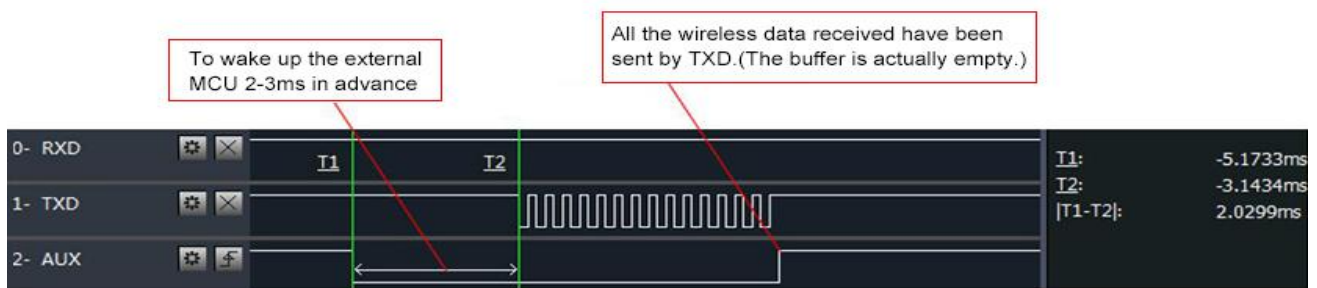 To wake up the external
MCU 2-3ms in advance
All the wireless data received have been
sent by TXD.(The buffer is actually empty.)
0- RXD
T1
T2
1- TXD
2- AUX
T1: -5.1733ms
T2: -3.1434ms
|T1-T2|: 2.0299ms